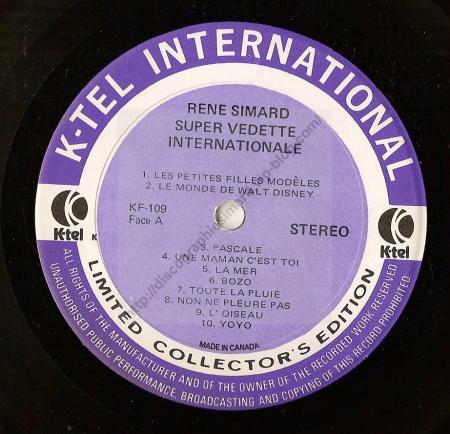 K-TEL INTERNATIONAL
RENE SIMARD
SUPER VEDETTE
INTERNATIONALE
1. LES PETITES FILLES MODÈLES
2. LE MONDE DE WALT DISNEY
KF-109
Face A
STEREO
K-tel
K-tel
3. PASCALE
4. UNE MAMAN C'EST TOI
5. LA MER
6. BOZO
7. TOUTE LA PLUIE
8. NON NE PLEURE PAS
9. L' OISEAU
10. YOYO
MADE IN CANADA
LIMITED COLLECTOR'S EDITION
ALL RIGHTS OF THE MANUFACTURER AND OF THE OWNER OF THE RECORDED WORK RESERVED
UNAUTHORISED PUBLIC PERFORMANCE, BROADCASTING AND COPYING OF THIS RECORD PROHIBITED